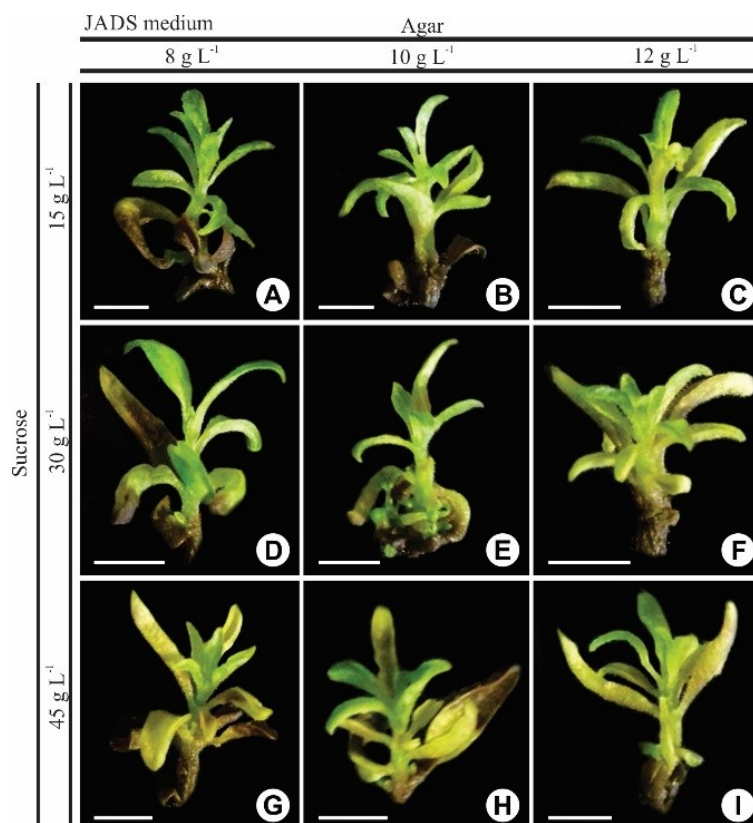 JADS medium
Agar
8 g L⁻¹
10 g L⁻¹
12 g L⁻¹
Sucrose
15 g L⁻¹
A
B
C
30 g L⁻¹
D
E
F
45 g L⁻¹
G
H
I